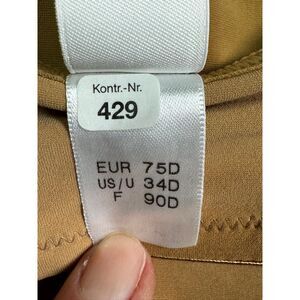 Kontr.-Nr.
429
EUR 75D
US/U 34D
F 90D